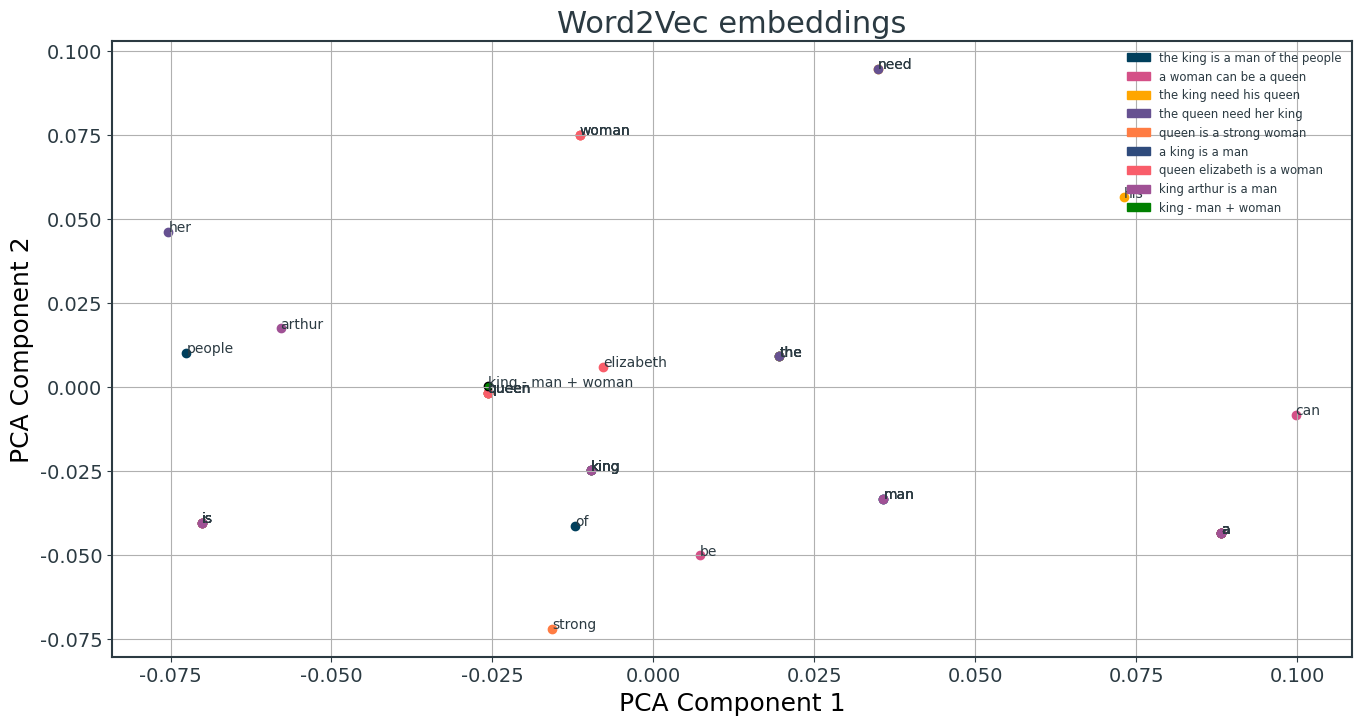 Word2Vec embeddings
0.100
0.075
0.050
0.025
0.000
-0.025
-0.050
-0.075
PCA Component 2
need
woman
his
her
arthur
people
elizabeth
the
king - man + woman
queen
can
king
man
is
of
a
be
strong
the king is a man of the people
a woman can be a queen
the king need his queen
the queen need her king
queen is a strong woman
a king is a man
queen elizabeth is a woman
king arthur is a man
king - man + woman
-0.075 -0.050 -0.025 0.000 0.025 0.050 0.075 0.100
PCA Component 1